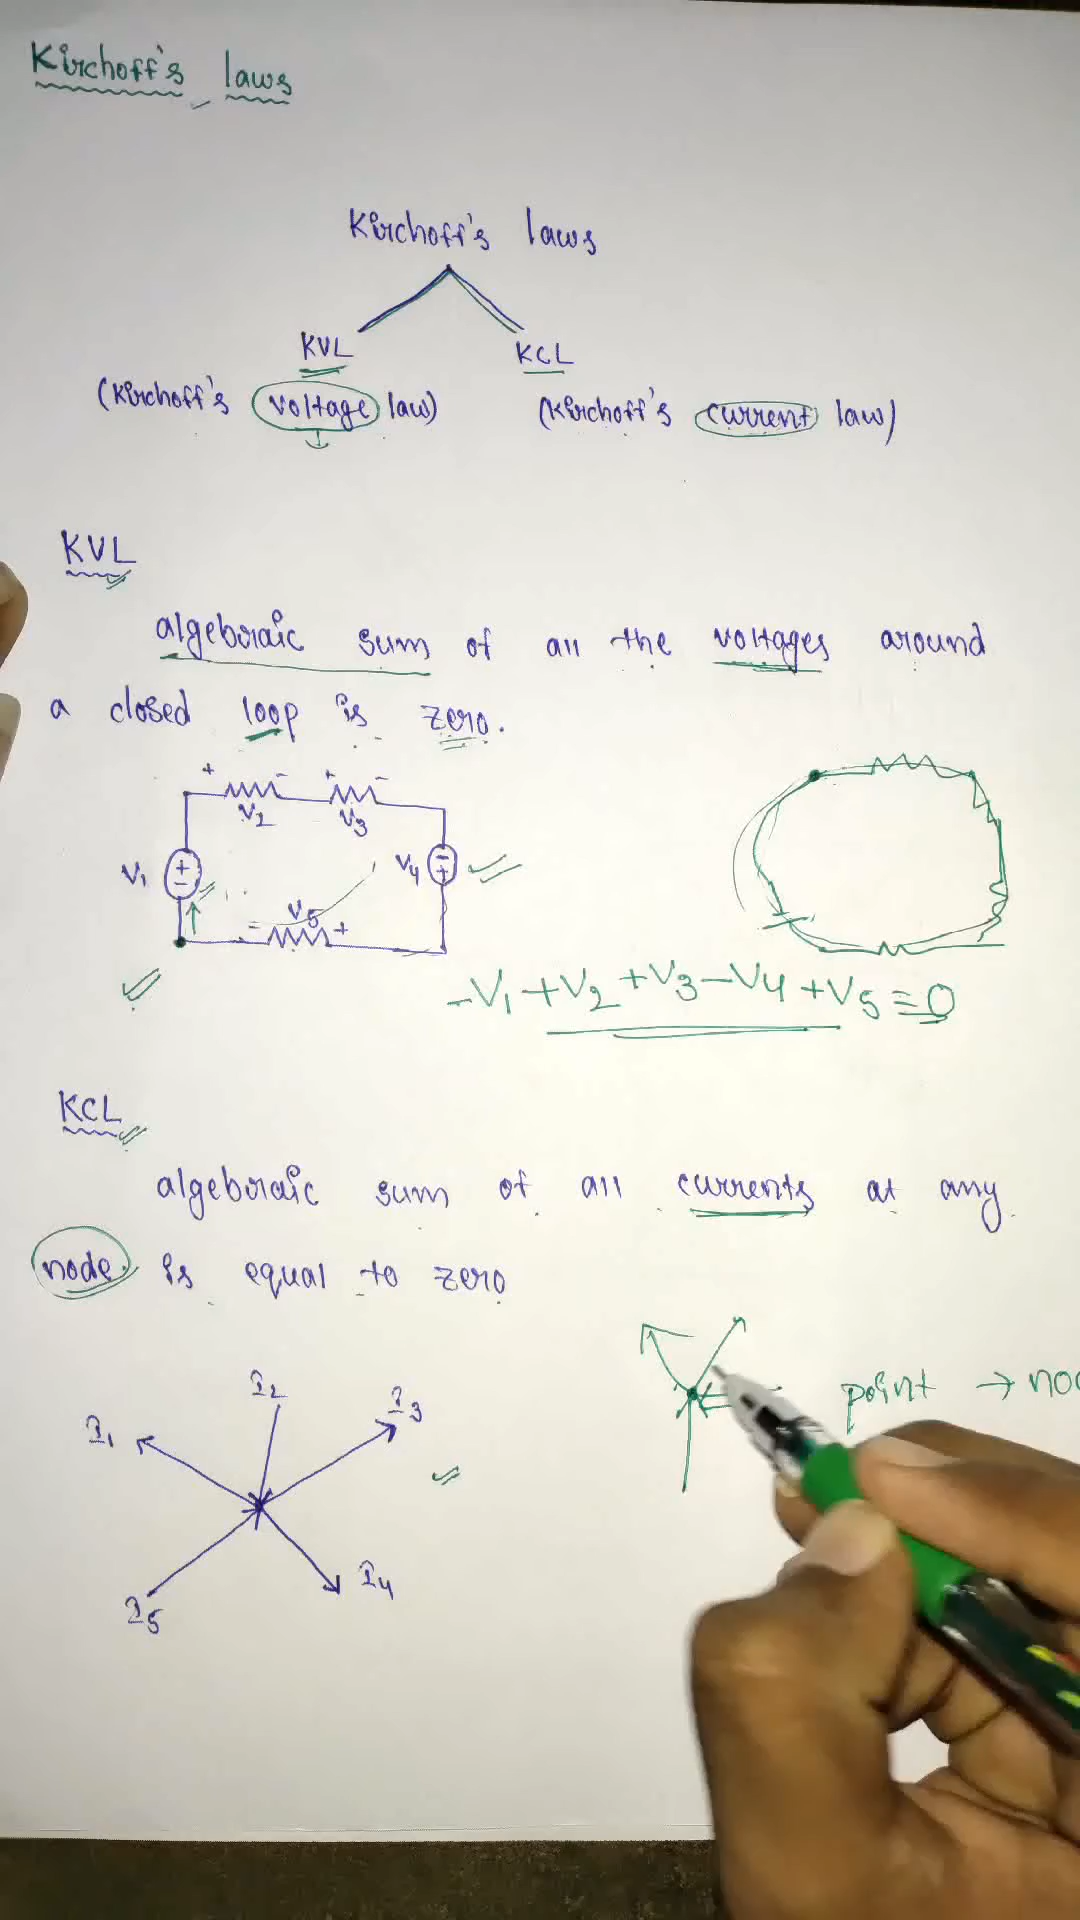 Kirchoff's laws
Kirchoff's laws
KVL KCL
(Kirchoff's voltage law) (Kirchoff's current law)
KVL
algebraic sum of all the voltages around
a closed loop is zero.
+ - + -
V2 V3
V1 + - V4 - +
- V5 +
-V1 +V2 +V3 -V4 +V5 = 0
KCL
algebraic sum of all currents at any
node is equal to zero
I2
I1 I3
point →
I4
I5